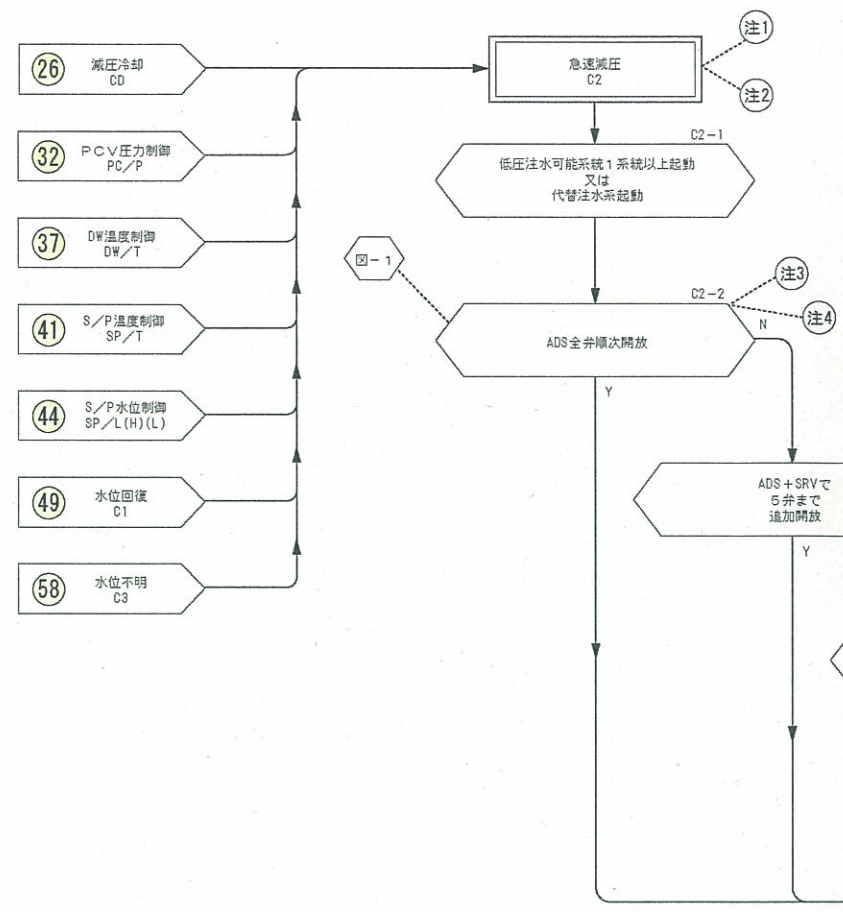 注1
26
減圧冷却
CD
急速減圧
C2
注2
32
PCV圧力制御
PC/P
C2-1
低圧注水可能系統1系統以上起動
又は
代替注水系起動
37
DW温度制御
DW/T
図-1
注3
C2-2
注4
41
S/P温度制御
SP/T
ADS全弁順次開放
N
Y
44
S/P水位制御
SP/L(H)(L)
49
水位回復
C1
ADS+SRVで
5弁まで
追加開放
Y
58
水位不明
C3